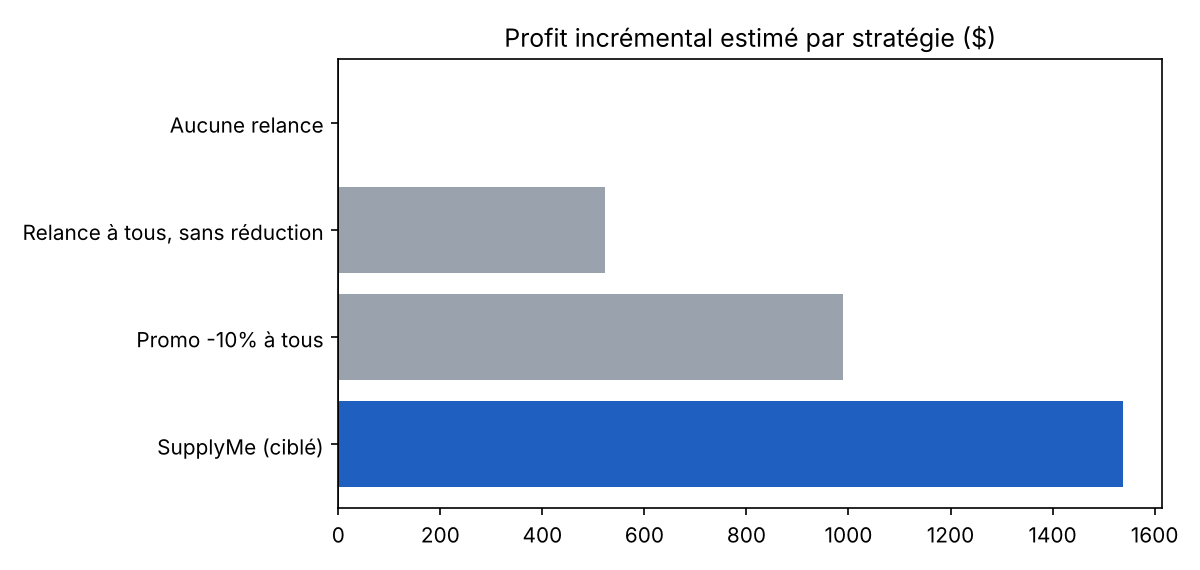 Profit incrémental estimé par stratégie ($)
Aucune relance
Relance à tous, sans réduction
Promo -10% à tous
SupplyMe (ciblé)
0 200 400 600 800 1000 1200 1400 1600